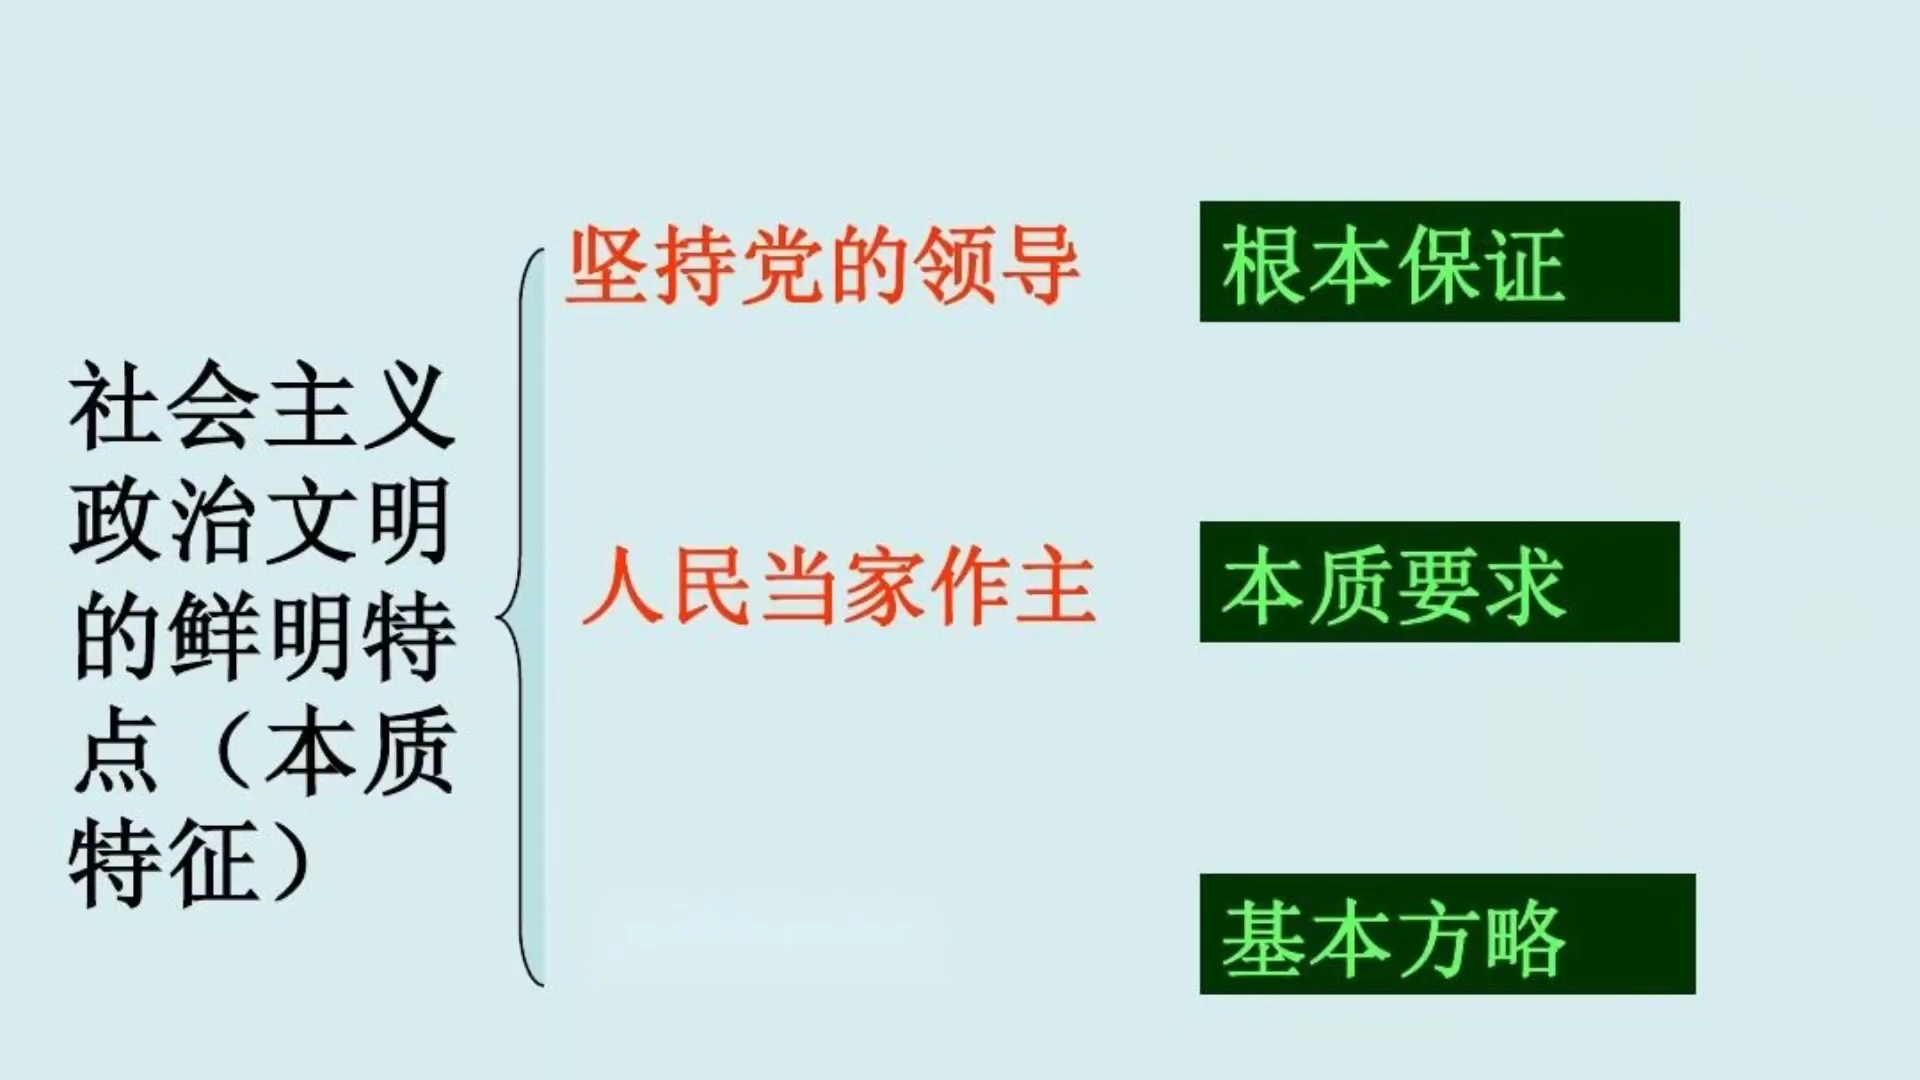 坚持党的领导 根本保证
社会主义
政治文明
的鲜明特
点（本质
特征）
人民当家作主 本质要求
基本方略